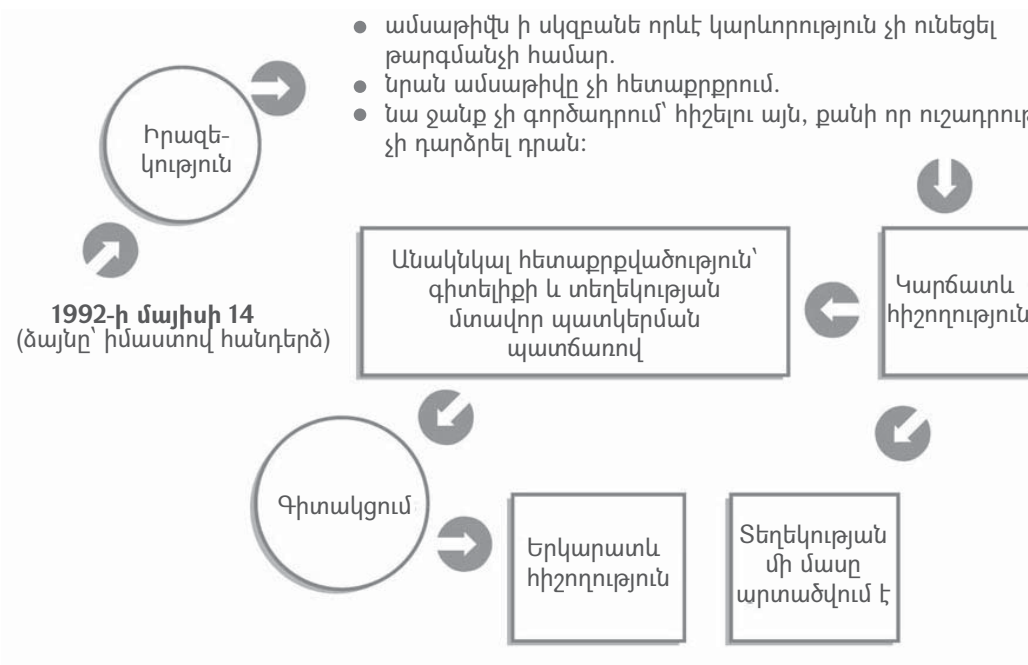 ● ամսաթիվն ի սկզբանե որևէ կարևորություն չի ունեցել
թարգմանչի համար.
● նրան ամսաթիվը չի հետաքրքրում.
● նա ջանք չի գործադրում՝ հիշելու այն, քանի որ
չի դարձրել դրան:
Իրազե-
կություն
1992-ի մայիսի 14
(ձայնը՝ իմաստով հանդերձ)
Անակնկալ հետաքրքվածություն՝
գիտելիքի և տեղեկության
մտավոր պատկերման
պատճառով
Կարճատև
հիշողություն
Գիտակցում
Երկարատև
հիշողություն
Տեղեկության
մի մասը
արտածվում է